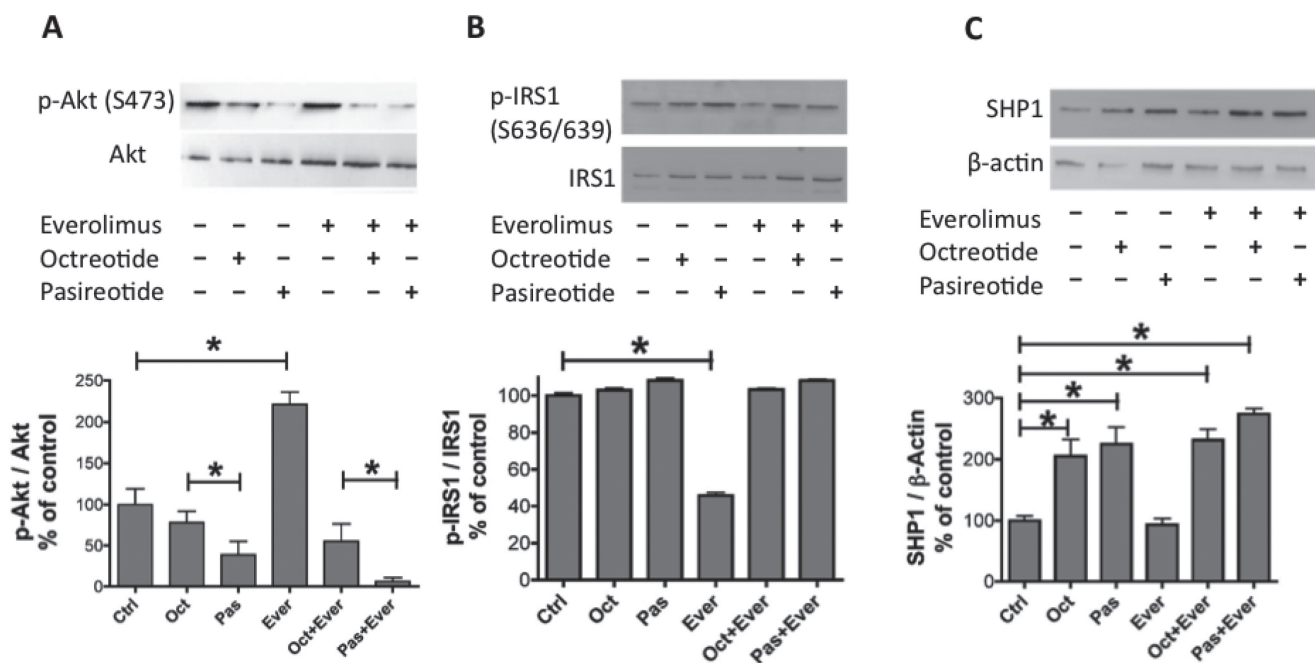 A
p-Akt (S473)
Akt
Everolimus – – – + + +
Octreotide – + – – + –
Pasireotide – – + – – +
p-Akt / Akt
% of control
250
200
150
100
50
0
*
*
*
Ctrl
Oct
Pas
Ever
Oct+Ever
Pas+Ever
B
p-IRS1
(S636/639)
IRS1
Everolimus – – – + + +
Octreotide – + – – + –
Pasireotide – – + – – +
p-IRS1 / IRS1
% of control
100
80
60
40
20
0
*
Ctrl
Oct
Pas
Ever
Oct+Ever
Pas+Ever
C
SHP1
β-actin
Everolimus – – – + + +
Octreotide – + – – + –
Pasireotide – – + – – +
SHP1 / β-Actin
% of control
300
200
100
0
*
*
*
*
Ctrl
Oct
Pas
Ever
Oct+Ever
Pas+Ever